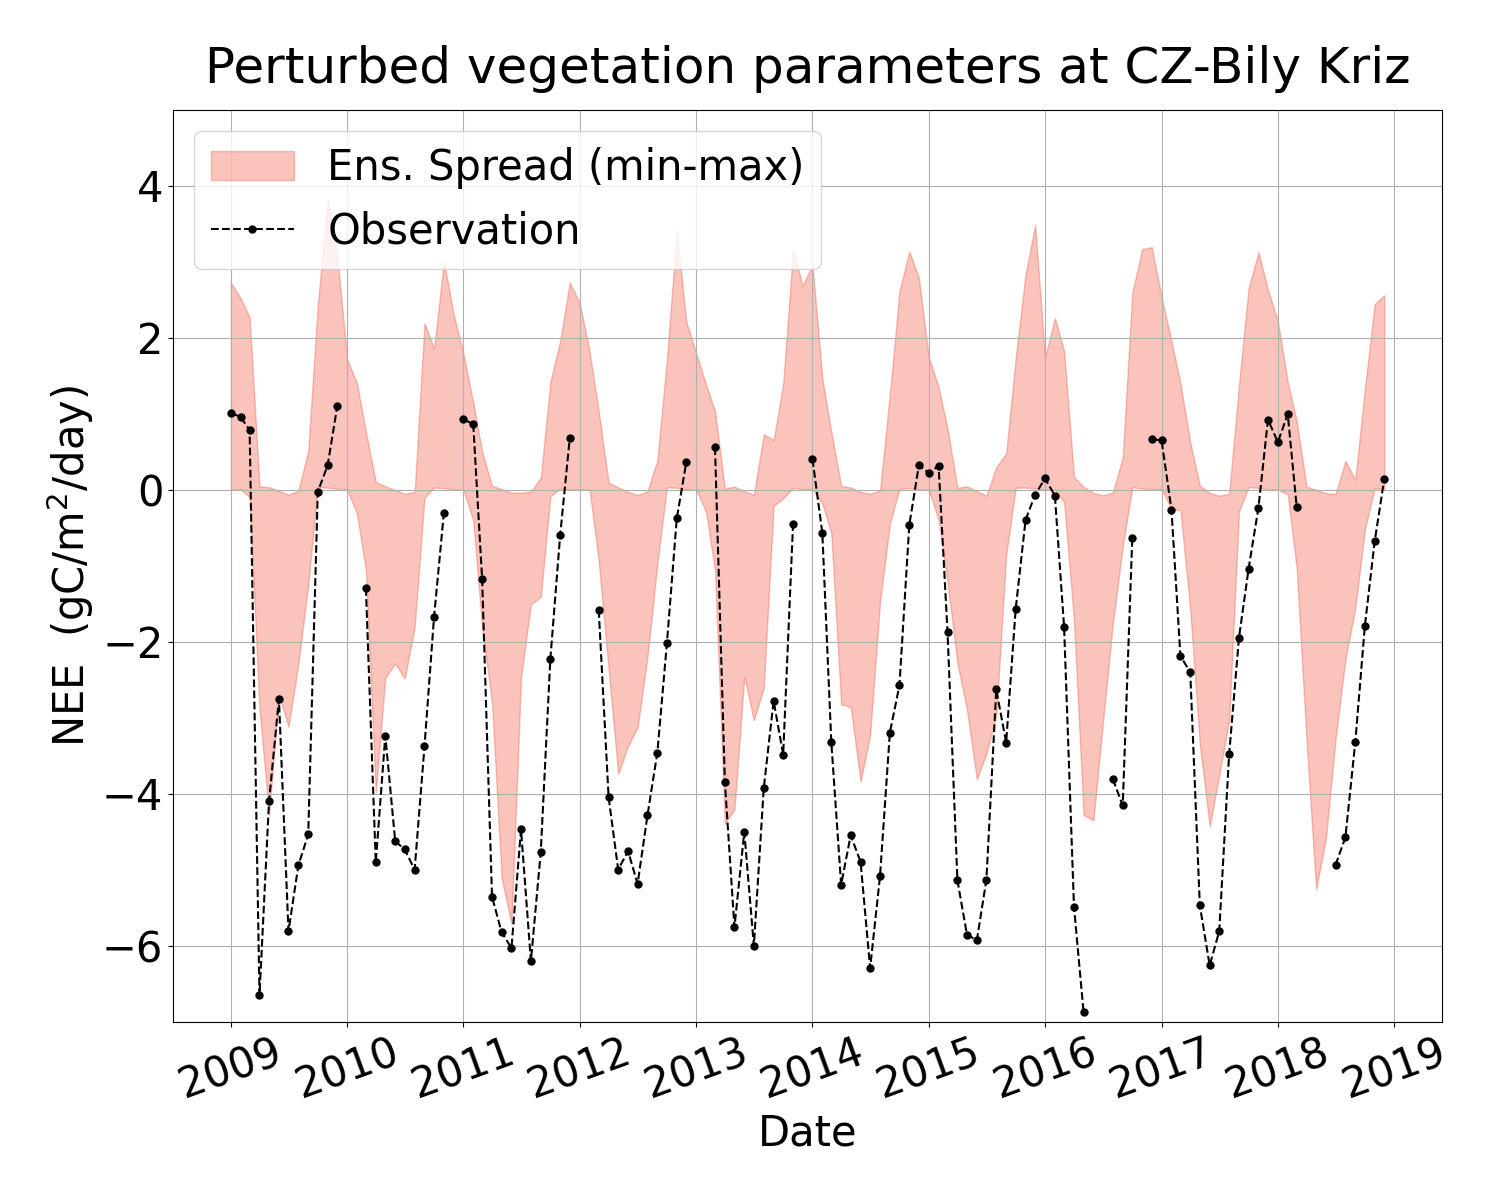 Perturbed vegetation parameters at CZ-Bily Kriz
Ens. Spread (min-max)
Observation
4
2
0
−2
−4
−6
NEE (gC/m²/day)
2009 2010 2011 2012 2013 2014 2015 2016 2017 2018 2019
Date